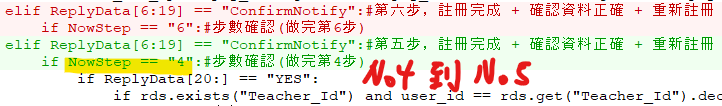 elif ReplyData[6:19] == "ConfirmNotify":#第六步，註冊完成 + 確認資料正確 + 重新註冊
if NowStep == "6":#步數確認(做完第6步)
elif ReplyData[6:19] == "ConfirmNotify":#第五步，註冊完成 + 確認資料正確 + 重新註冊
if NowStep == "4":#步數確認(做完第4步)
if ReplyData[20:] == "YES":
No4 到 No5
if rds.exists("Teacher_Id") and user_id == rds.get("Teacher_Id").dec